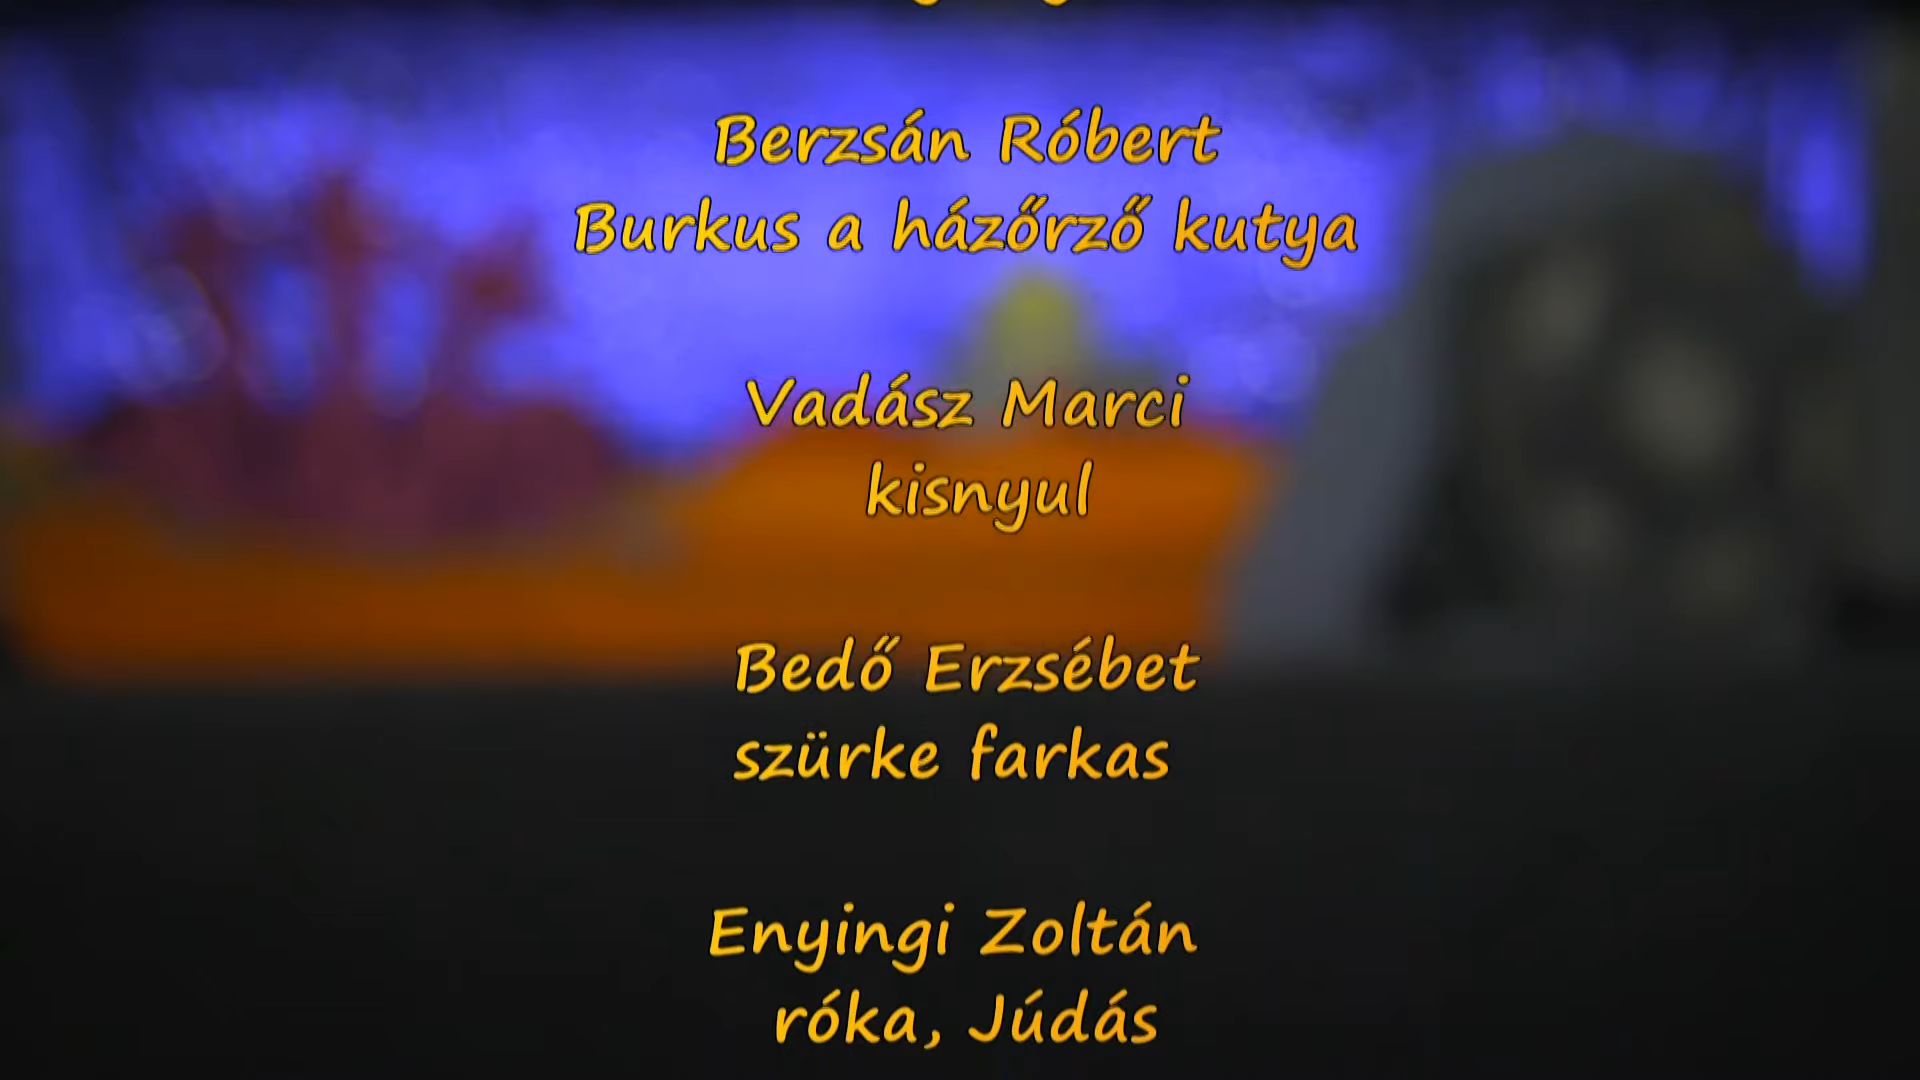 Berzsán Róbert
Burkus a házőrző kutya
Vadász Marci
kisnyul
Bedő Erzsébet
szürke farkas
Enyingi Zoltán
róka, Júdás